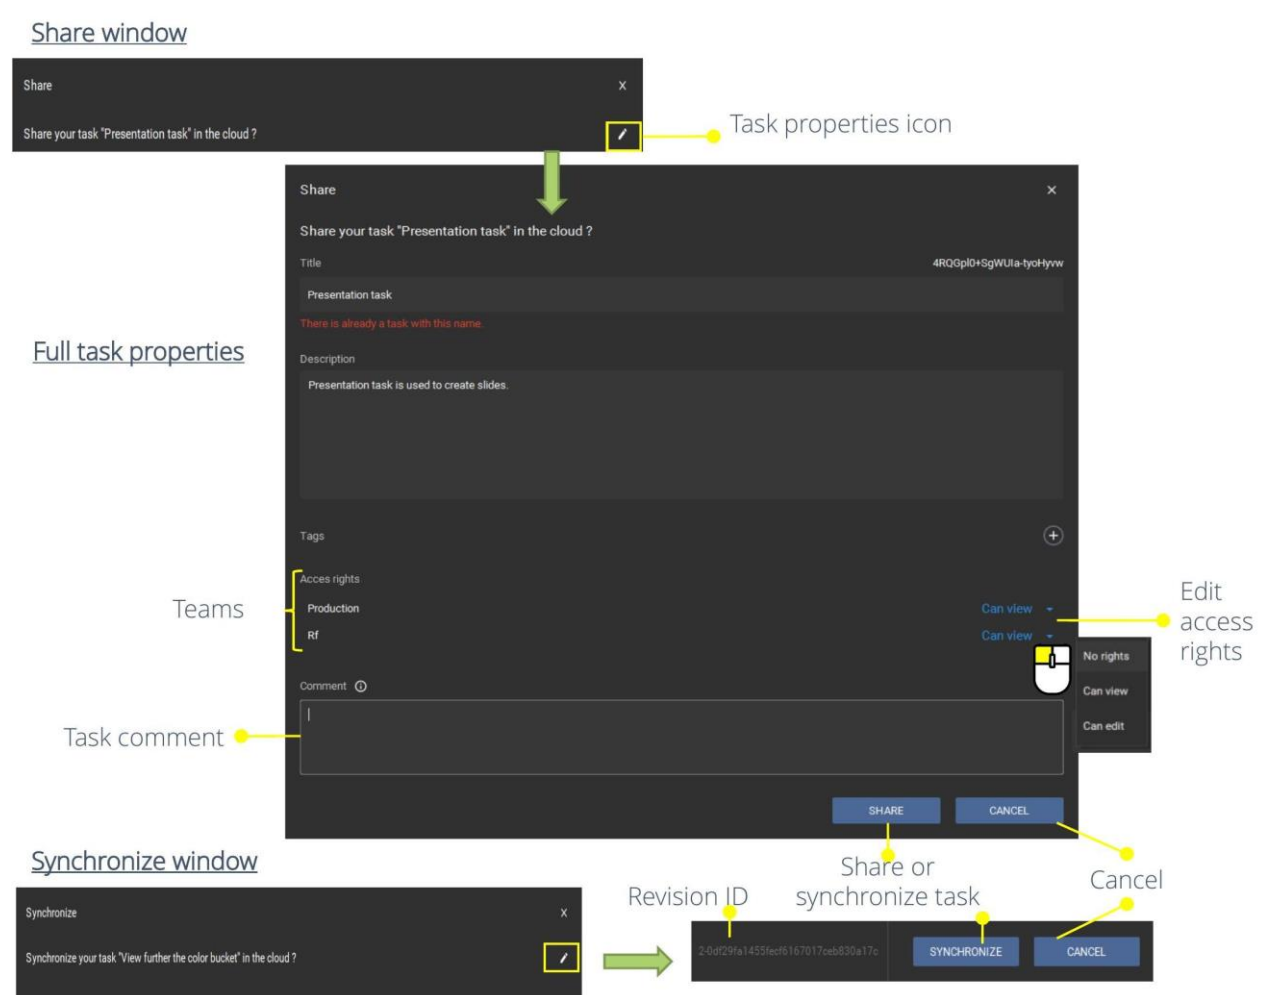 Share window
Share
X
Share your task "Presentation task" in the cloud ?
Task properties icon
Share
×
Share your task "Presentation task" in the cloud ?
Title
4RQGpl0+SgWUIa-tyoHyvw
Presentation task
There is already a task with this name.
Full task properties
Description
Presentation task is used to create slides.
Tags
Acces rights
Teams
Production
Can view
Rf
Can view
Edit
access
rights
No rights
Can view
Can edit
Comment
Task comment
SHARE
CANCEL
Synchronize window
Share or
synchronize task
Cancel
Revision ID
Synchronize
X
Synchronize your task "View further the color bucket" in the cloud ?
2-0df29fa1455fecf6167017ceb830a17c
SYNCHRONIZE
CANCEL